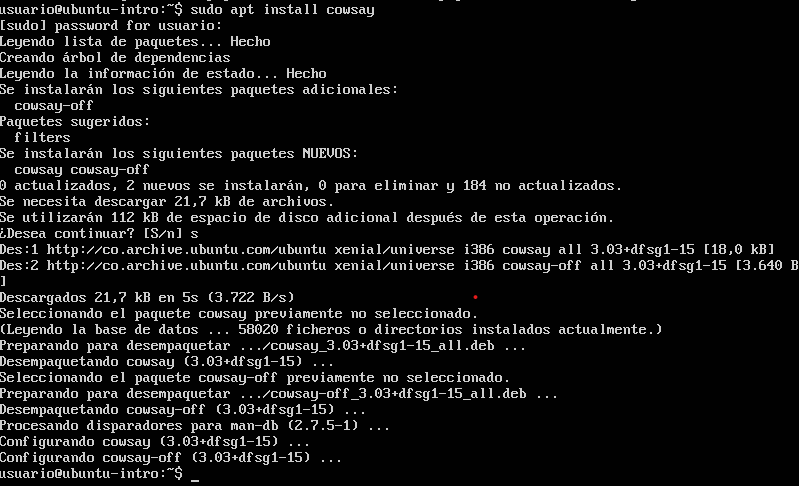 usuario@ubuntu-intro:~$ sudo apt install cowsay
[sudo] password for usuario:
Leyendo lista de paquetes... Hecho
Creando árbol de dependencias
Leyendo la información de estado... Hecho
Se instalarán los siguientes paquetes adicionales:
  cowsay-off
Paquetes sugeridos:
  filters
Se instalarán los siguientes paquetes NUEVOS:
  cowsay cowsay-off
0 actualizados, 2 nuevos se instalarán, 0 para eliminar y 184 no actualizados.
Se necesita descargar 21,7 kB de archivos.
Se utilizarán 112 kB de espacio de disco adicional después de esta operación.
¿Desea continuar? [S/n] s
Des:1 http://co.archive.ubuntu.com/ubuntu xenial/universe i386 cowsay all 3.03+dfsg1-15 [18,0 kB]
Des:2 http://co.archive.ubuntu.com/ubuntu xenial/universe i386 cowsay-off all 3.03+dfsg1-15 [3.640 B
]
Descargados 21,7 kB en 5s (3.722 B/s)
Seleccionando el paquete cowsay previamente no seleccionado.
(Leyendo la base de datos ... 58020 ficheros o directorios instalados actualmente.)
Preparando para desempaquetar .../cowsay_3.03+dfsg1-15_all.deb ...
Desempaquetando cowsay (3.03+dfsg1-15) ...
Seleccionando el paquete cowsay-off previamente no seleccionado.
Preparando para desempaquetar .../cowsay-off_3.03+dfsg1-15_all.deb ...
Desempaquetando cowsay-off (3.03+dfsg1-15) ...
Procesando disparadores para man-db (2.7.5-1) ...
Configurando cowsay (3.03+dfsg1-15) ...
Configurando cowsay-off (3.03+dfsg1-15) ...
usuario@ubuntu-intro:~$ _